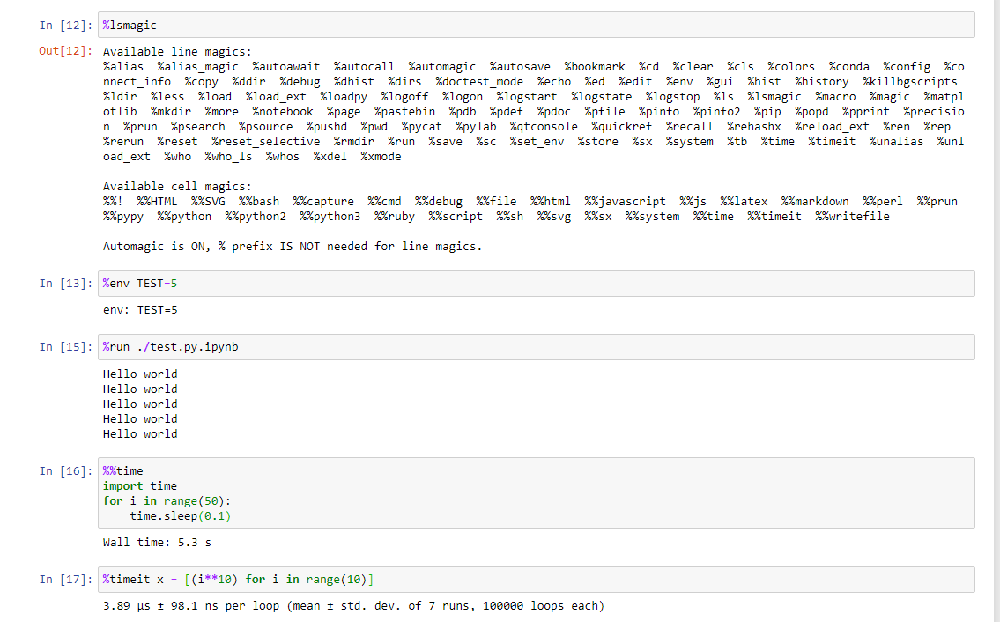 In [12]: %lsmagic
Out[12]: Available line magics:
%alias %alias_magic %autoawait %autocall %automagic %autosave %bookmark %cd %clear %cls %colors %conda %config %co
nnect_info %copy %ddir %debug %dhist %dirs %doctest_mode %echo %ed %edit %env %gui %hist %history %killbgscripts
%ldir %less %load %load_ext %loadpy %logoff %logon %logstart %logstate %logstop %ls %lsmagic %macro %magic %matpl
otlib %mkdir %more %notebook %page %pastebin %pdb %pdef %pdoc %pfile %pinfo %pinfo2 %pip %popd %pprint %precisio
n %prun %psearch %psource %pushd %pwd %pycat %pylab %qtconsole %quickref %recall %rehashx %reload_ext %ren %rep
%rerun %reset %reset_selective %rmdir %run %save %sc %set_env %store %sx %system %tb %time %timeit %unalias %unl
oad_ext %who %who_ls %whos %xdel %xmode
Available cell magics:
%%! %%HTML %%SVG %%bash %%capture %%cmd %%debug %%file %%html %%javascript %%js %%latex %%markdown %%perl %%prun
%%pypy %%python %%python2 %%python3 %%ruby %%script %%sh %%svg %%sx %%system %%time %%timeit %%writefile
Automagic is ON, % prefix IS NOT needed for line magics.
In [13]: %env TEST=5
env: TEST=5
In [15]: %run ./test.py.ipynb
Hello world
Hello world
Hello world
Hello world
Hello world
In [16]: %%time
import time
for i in range(50):
    time.sleep(0.1)
Wall time: 5.3 s
In [17]: %timeit x = [(i**10) for i in range(10)]
3.89 µs ± 98.1 ns per loop (mean ± std. dev. of 7 runs, 100000 loops each)